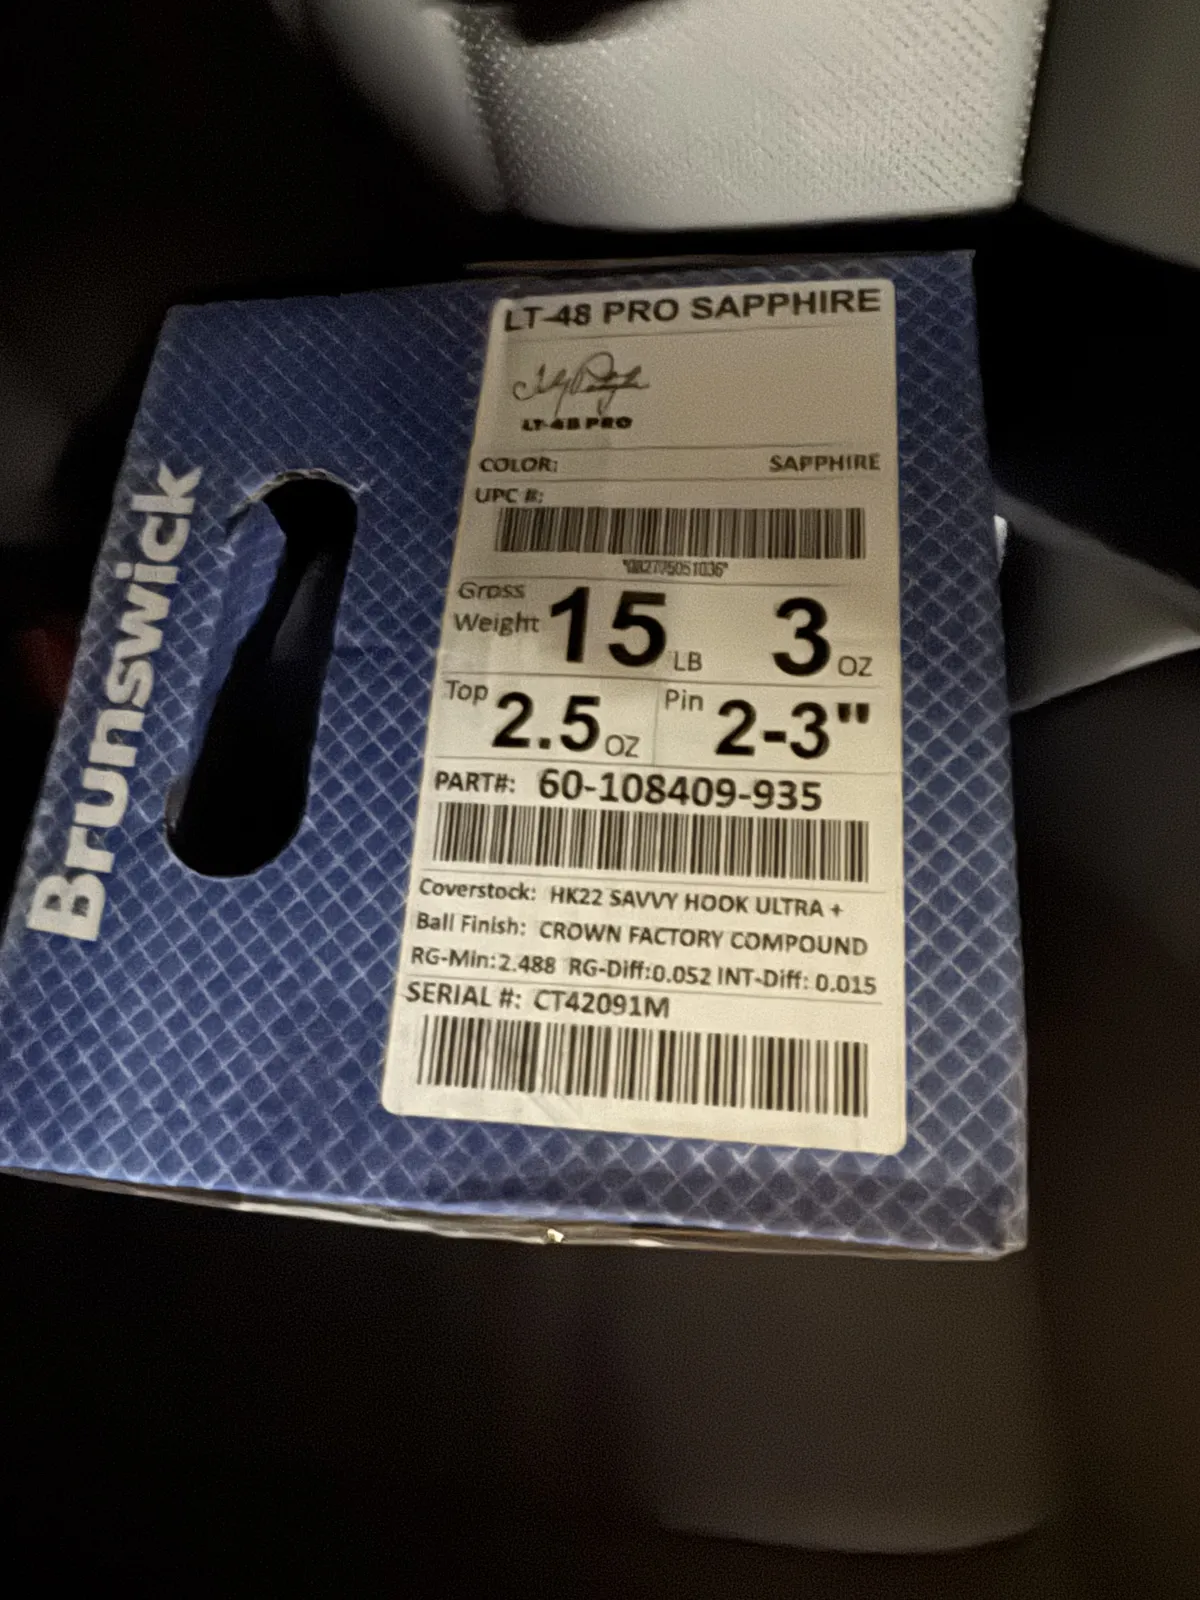 Brunswick
LT-48 PRO SAPPHIRE
LT-48 PRO
COLOR: SAPPHIRE
UPC #:
Gross Weight 15 LB 3 OZ
Top 2.5 OZ Pin 2-3"
PART#: 60-108409-935
Coverstock: HK22 SAVVY HOOK ULTRA +
Ball Finish: CROWN FACTORY COMPOUND
RG-Min:2.488 RG-Diff:0.052 INT-Diff: 0.015
SERIAL #: CT42091M